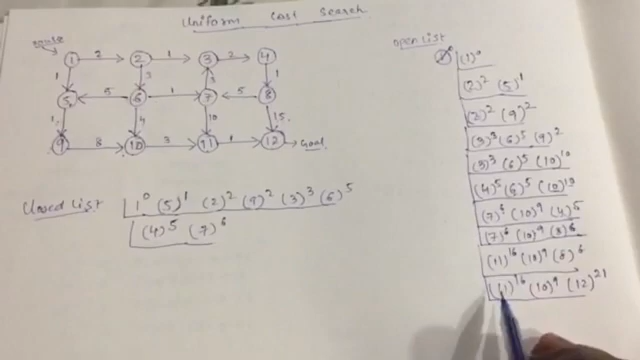 Uniform Cost Search
source
1 2 2 1 3 2 4
1 3 3 1
5 5 6 1 7 5 8
1 4 10 15
9 8 10 3 11 1 12 Goal
Closed List 1⁰ (5)¹ (2)² (9)² (3)³ (6)⁵
(4)⁵ (7)⁶
open list
(1)⁰
(2)² (5)¹
(2)² (9)²
(3)³ (6)⁵ (9)²
(3)³ (6)⁵ (10)¹⁰
(4)⁵ (6)⁵ (10)¹⁰
(7)⁶ (10)⁹ (4)⁵
(7)⁶ (10)⁹ (8)⁶
(11)¹⁶ (10)⁹ (8)⁶
(11)¹⁶ (10)⁹ (12)²¹